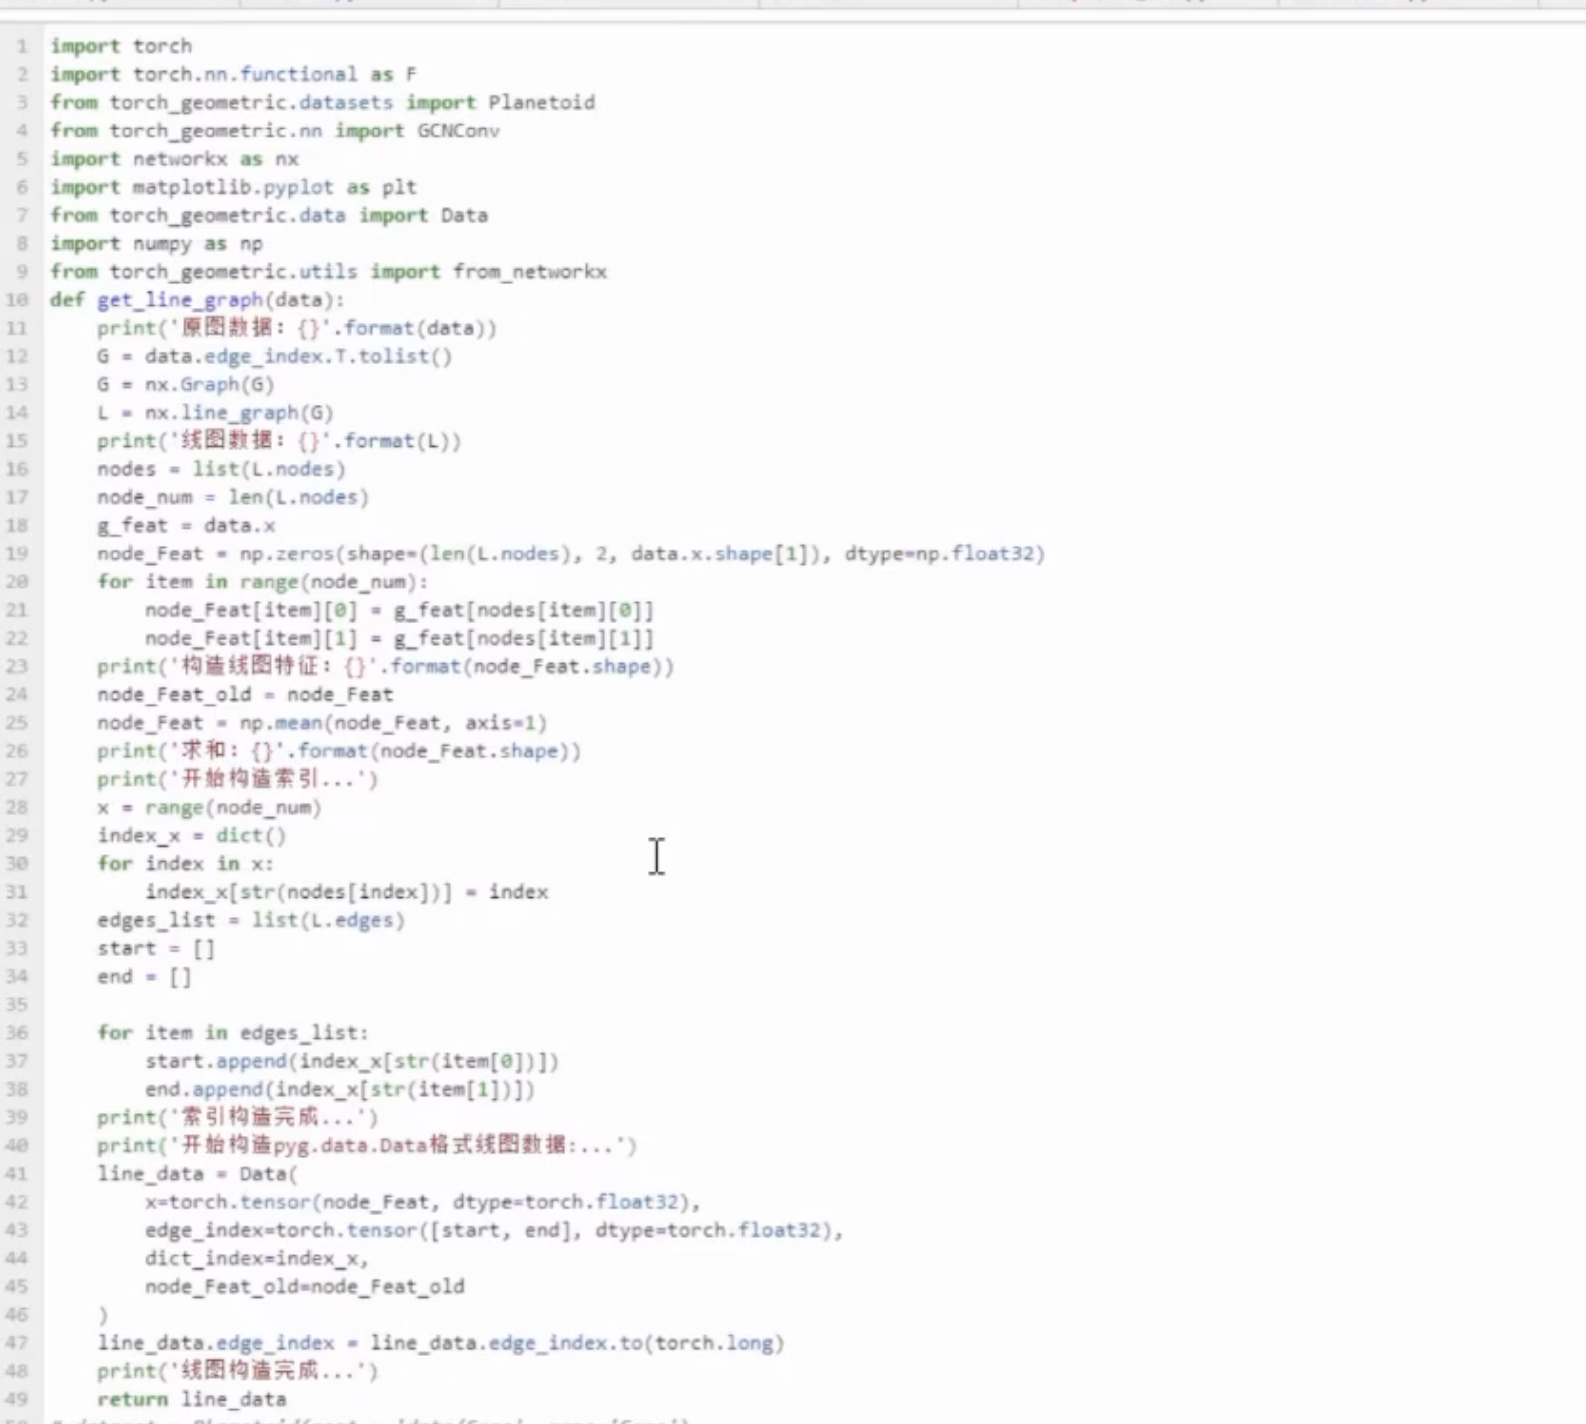 1 import torch
2 import torch.nn.functional as F
3 from torch_geometric.datasets import Planetoid
4 from torch_geometric.nn import GCNConv
5 import networkx as nx
6 import matplotlib.pyplot as plt
7 from torch_geometric.data import Data
8 import numpy as np
9 from torch_geometric.utils import from_networkx
10 def get_line_graph(data):
11     print('原图数据: {}'.format(data))
12     G = data.edge_index.T.tolist()
13     G = nx.Graph(G)
14     L = nx.line_graph(G)
15     print('线图数据: {}'.format(L))
16     nodes = list(L.nodes)
17     node_num = len(L.nodes)
18     g_feat = data.x
19     node_Feat = np.zeros(shape=(len(L.nodes), 2, data.x.shape[1]), dtype=np.float32)
20     for item in range(node_num):
21         node_Feat[item][0] = g_feat[nodes[item][0]]
22         node_Feat[item][1] = g_feat[nodes[item][1]]
23     print('构造线图特征: {}'.format(node_Feat.shape))
24     node_Feat_old = node_Feat
25     node_Feat = np.mean(node_Feat, axis=1)
26     print('求和: {}'.format(node_Feat.shape))
27     print('开始构造索引...')
28     x = range(node_num)
29     index_x = dict()
30     for index in x:
31         index_x[str(nodes[index])] = index
32     edges_list = list(L.edges)
33     start = []
34     end = []
35
36     for item in edges_list:
37         start.append(index_x[str(item[0])])
38         end.append(index_x[str(item[1])])
39     print('索引构造完成...')
40     print('开始构造pyg.data.Data格式线图数据:...')
41     line_data = Data(
42         x=torch.tensor(node_Feat, dtype=torch.float32),
43         edge_index=torch.tensor([start, end], dtype=torch.float32),
44         dict_index=index_x,
45         node_Feat_old=node_Feat_old
46     )
47     line_data.edge_index = line_data.edge_index.to(torch.long)
48     print('线图构造完成...')
49     return line_data